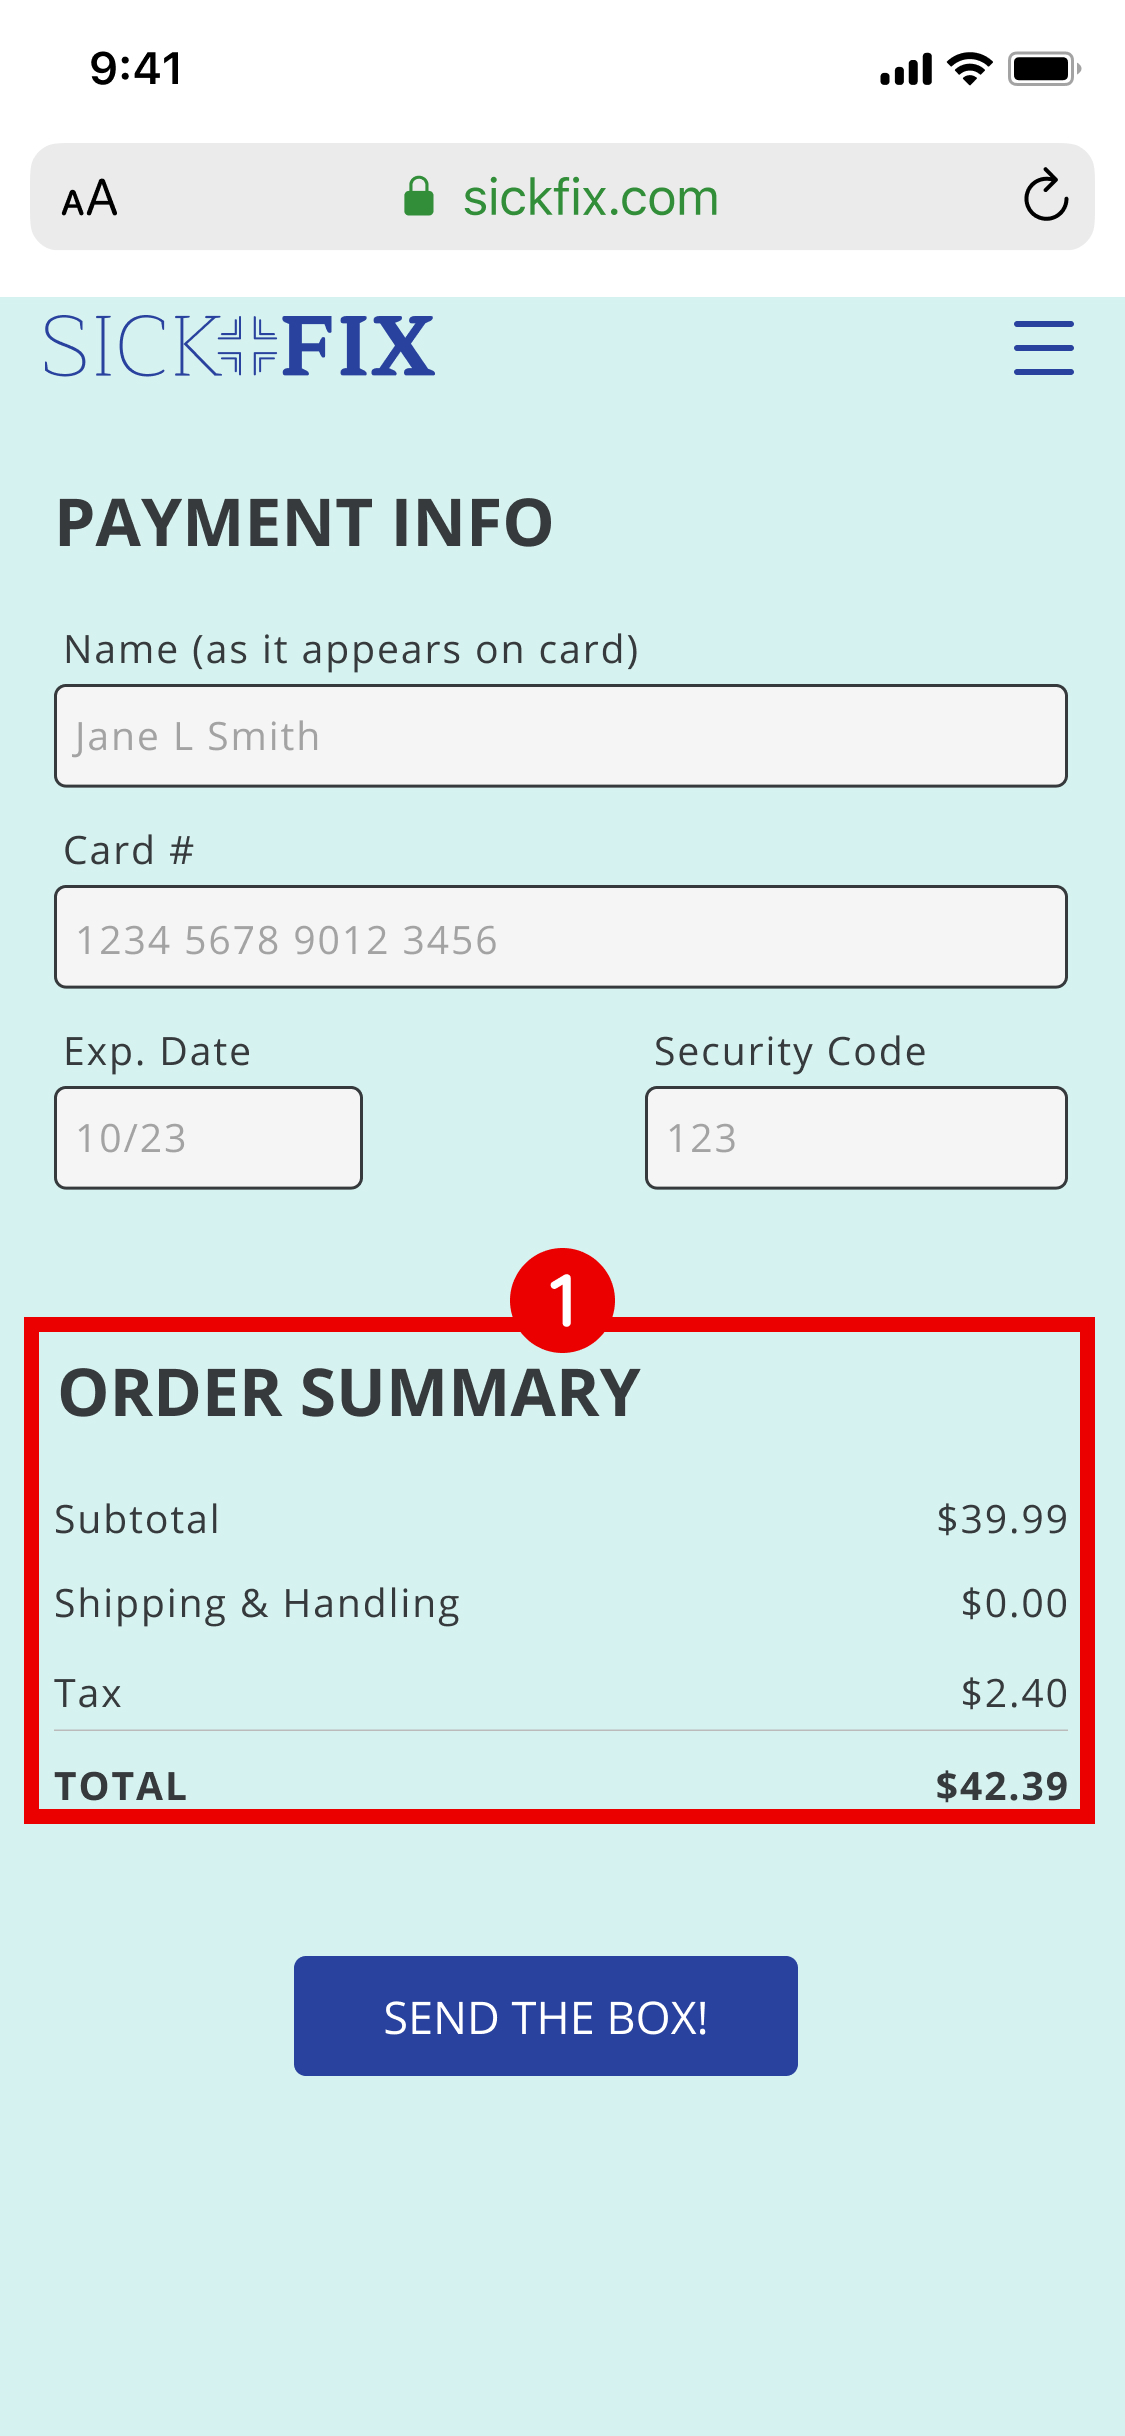 9:41
AA sickfix.com
SICK FIX
PAYMENT INFO
Name (as it appears on card)
Jane L Smith
Card #
1234 5678 9012 3456
Exp. Date Security Code
10/23 123
1
ORDER SUMMARY
Subtotal $39.99
Shipping & Handling $0.00
Tax $2.40
TOTAL $42.39
SEND THE BOX!